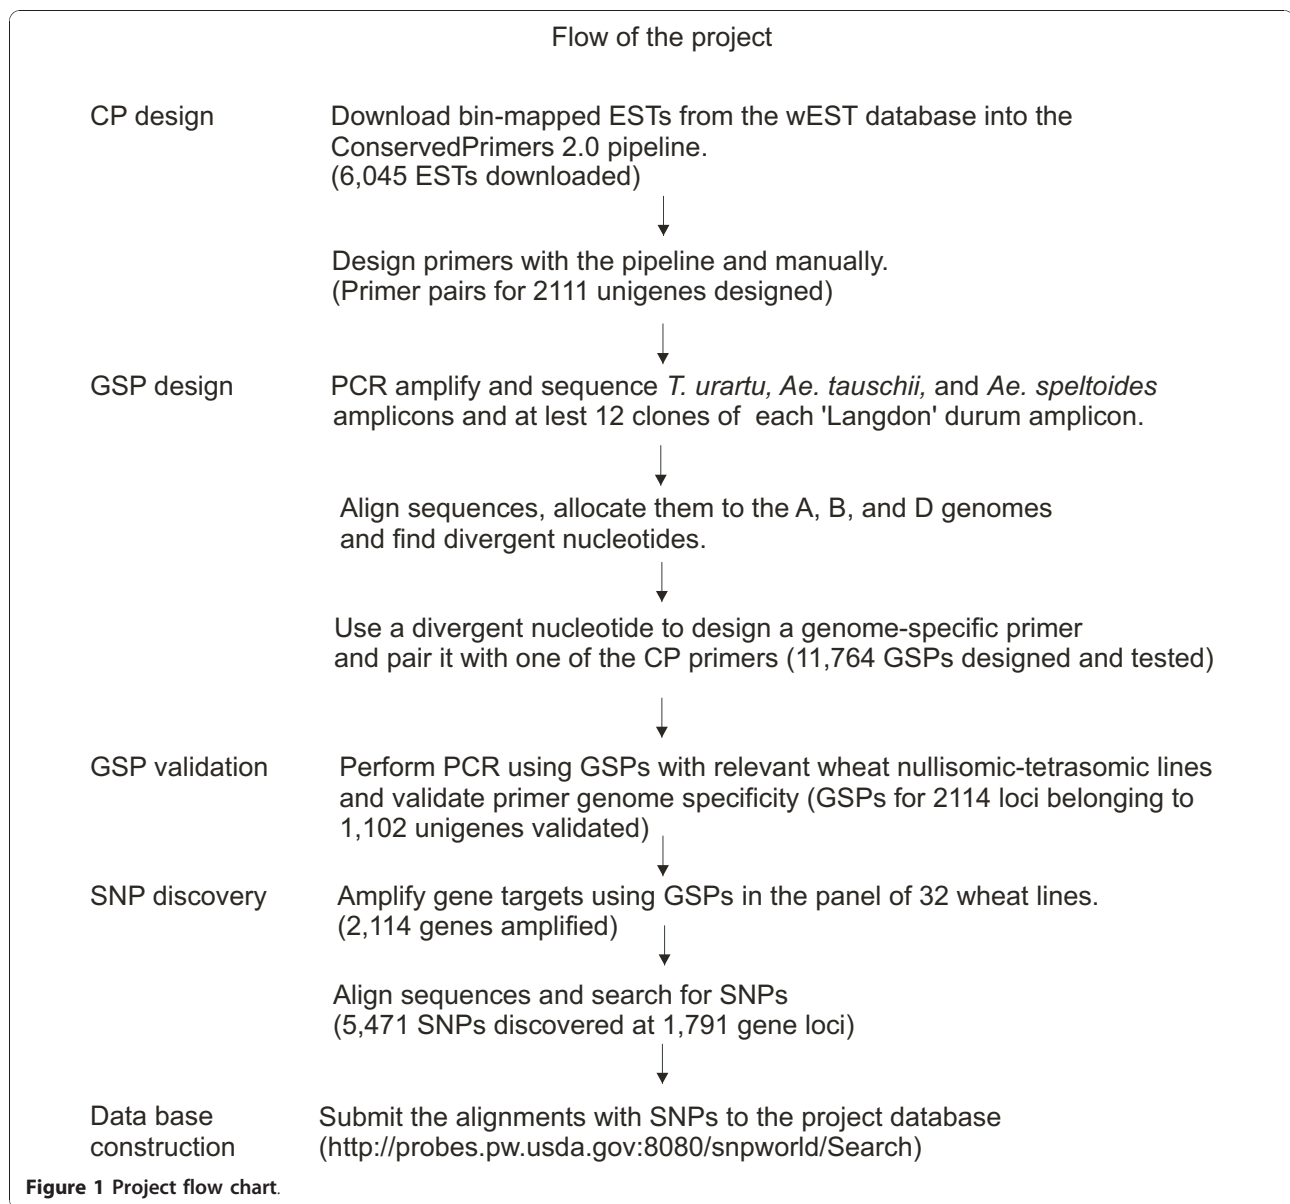 Flow of the project
CP design
Download bin-mapped ESTs from the wEST database into the
ConservedPrimers 2.0 pipeline.
(6,045 ESTs downloaded)
Design primers with the pipeline and manually.
(Primer pairs for 2111 unigenes designed)
GSP design
PCR amplify and sequence T. urartu, Ae. tauschii, and Ae. speltoides
amplicons and at lest 12 clones of each 'Langdon' durum amplicon.
Align sequences, allocate them to the A, B, and D genomes
and find divergent nucleotides.
Use a divergent nucleotide to design a genome-specific primer
and pair it with one of the CP primers (11,764 GSPs designed and tested)
GSP validation
Perform PCR using GSPs with relevant wheat nullisomic-tetrasomic lines
and validate primer genome specificity (GSPs for 2114 loci belonging to
1,102 unigenes validated)
SNP discovery
Amplify gene targets using GSPs in the panel of 32 wheat lines.
(2,114 genes amplified)
Align sequences and search for SNPs
(5,471 SNPs discovered at 1,791 gene loci)
Data base
construction
Submit the alignments with SNPs to the project database
(http://probes.pw.usda.gov:8080/snpworld/Search)
Figure 1 Project flow chart.